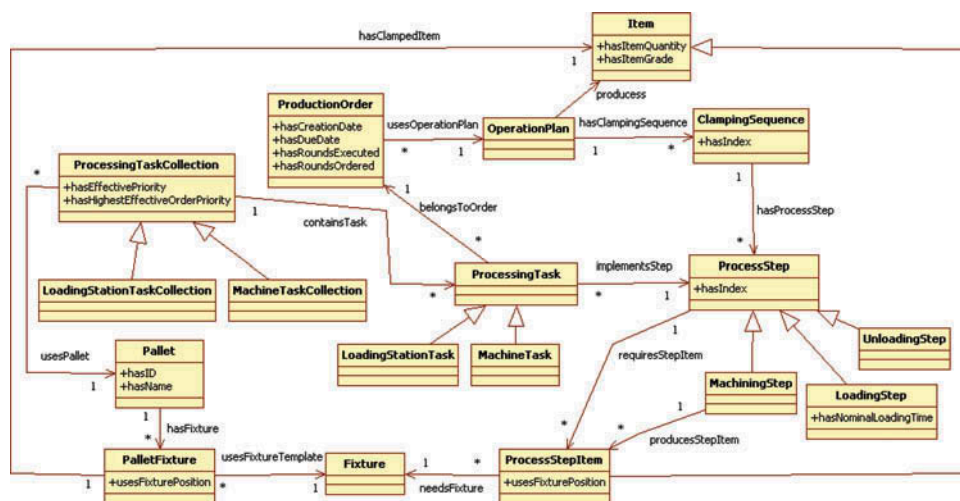 Item
+hasItemQuantity
+hasItemGrade
hasClampedItem
1
producess
ProductionOrder
+hasCreationDate
+hasDueDate
+hasRoundsExecuted
+hasRoundsOrdered
usesOperationPlan
*
1
OperationPlan
hasClampingSequence
1
*
ClampingSequence
+hasIndex
1
hasProcessStep
*
ProcessingTaskCollection
+hasEffectivePriority
+hasHighestEffectiveOrderPriority
*
1
containsTask
*
1
belongsToOrder
*
LoadingStationTaskCollection
MachineTaskCollection
ProcessingTask
implementsStep
*
1
ProcessStep
+hasIndex
1
LoadingStationTask
MachineTask
requiresStepItem
*
UnloadingStep
MachiningStep
1
LoadingStep
+hasNominalLoadingTime
producesStepItem
*
usesPallet
1
Pallet
+hasID
+hasName
1
hasFixture
*
PalletFixture
+usesFixturePosition
1
usesFixtureTemplate
*
1
Fixture
1
needsFixture
*
ProcessStepItem
+usesFixturePosition